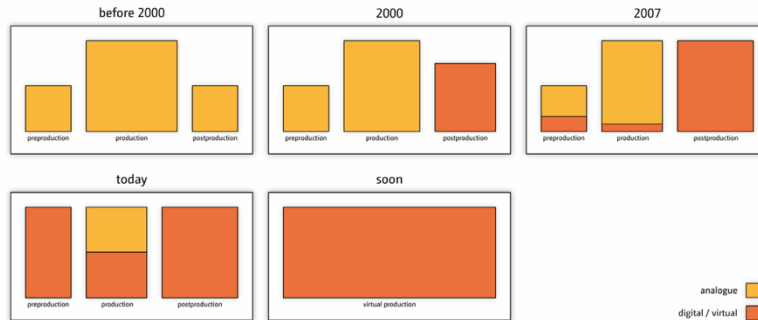 before 2000
2000
2007
preproduction
production
postproduction
preproduction
production
postproduction
preproduction
production
postproduction
today
soon
preproduction
production
postproduction
virtual production
analogue
digital / virtual